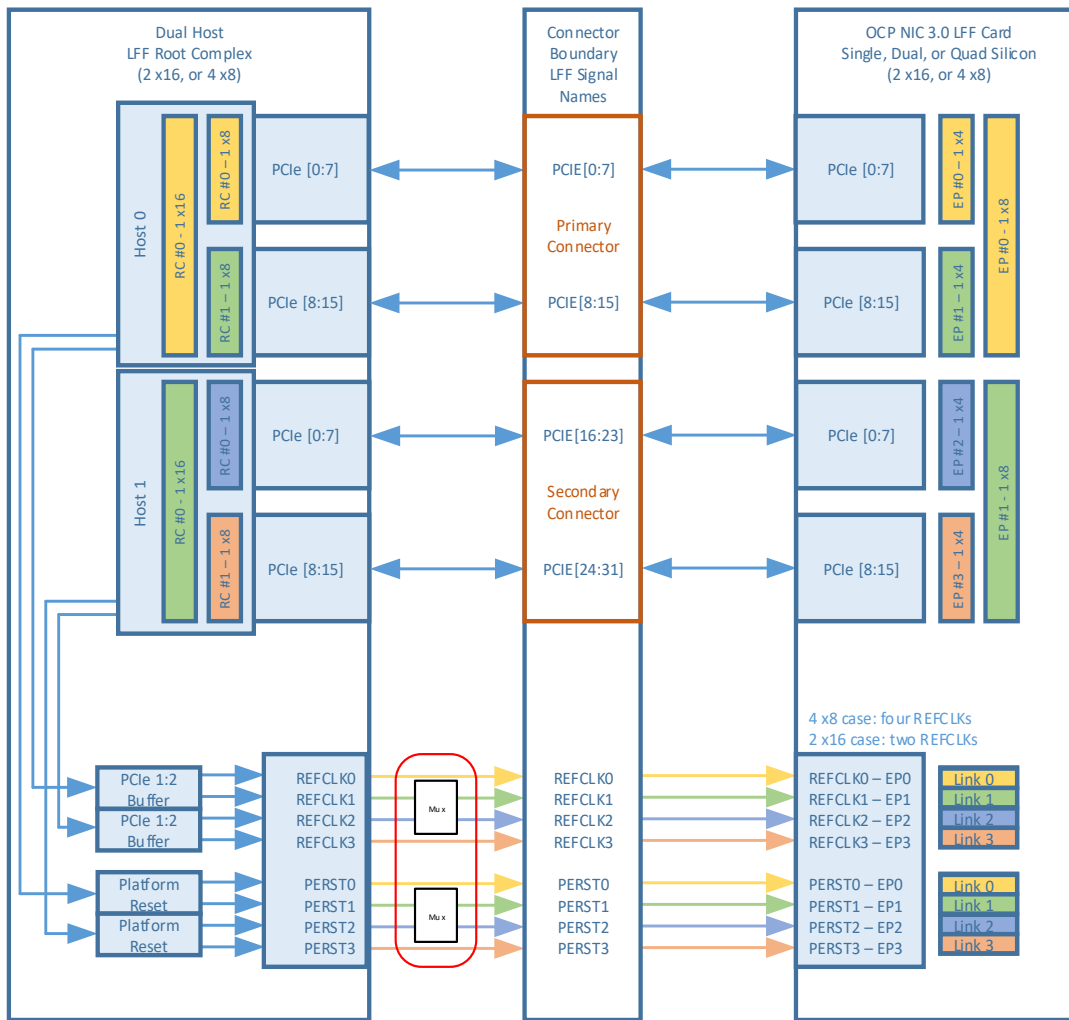 Dual Host
LFF Root Complex
(2 x16, or 4 x8)
Host 0
RC #0 - 1 x16
RC #0 – 1 x8
RC #1 – 1 x8
PCIe [0:7]
PCIe [8:15]
Host 1
RC #0 - 1 x16
RC #0 – 1 x8
RC #1 – 1 x8
PCIe [0:7]
PCIe [8:15]
PCIe 1:2
Buffer
PCIe 1:2
Buffer
Platform
Reset
Platform
Reset
REFCLK0
REFCLK1
REFCLK2
REFCLK3
PERST0
PERST1
PERST2
PERST3
Mux
Mux
Connector
Boundary
LFF Signal
Names
PCIE[0:7]
Primary
Connector
PCIE[8:15]
PCIE[16:23]
Secondary
Connector
PCIE[24:31]
REFCLK0
REFCLK1
REFCLK2
REFCLK3
PERST0
PERST1
PERST2
PERST3
OCP NIC 3.0 LFF Card
Single, Dual, or Quad Silicon
(2 x16, or 4 x8)
PCIe [0:7]
PCIe [8:15]
PCIe [0:7]
PCIe [8:15]
EP #0 – 1 x4
EP #1 – 1 x4
EP #0 - 1 x8
EP #2 – 1 x4
EP #3 – 1 x4
EP #1 - 1 x8
4 x8 case: four REFCLKs
2 x16 case: two REFCLKs
REFCLK0 – EP0
REFCLK1 – EP1
REFCLK2 – EP2
REFCLK3 – EP3
PERST0 – EP0
PERST1 – EP1
PERST2 – EP2
PERST3 – EP3
Link 0
Link 1
Link 2
Link 3
Link 0
Link 1
Link 2
Link 3